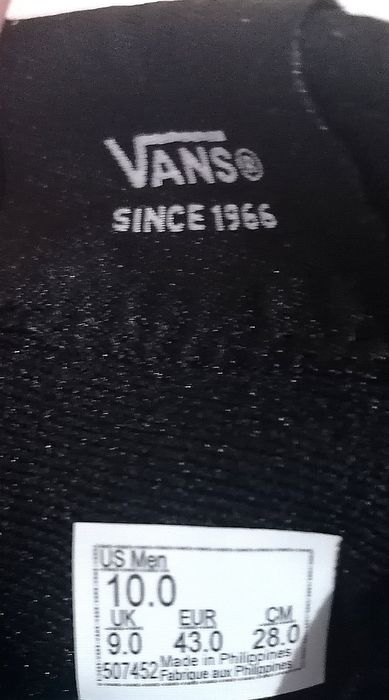 VANS®
SINCE 1966
US Men
10.0
UK EUR CM
9.0 43.0 28.0
507452 Made in Philippines
Fabrique aux Philippines